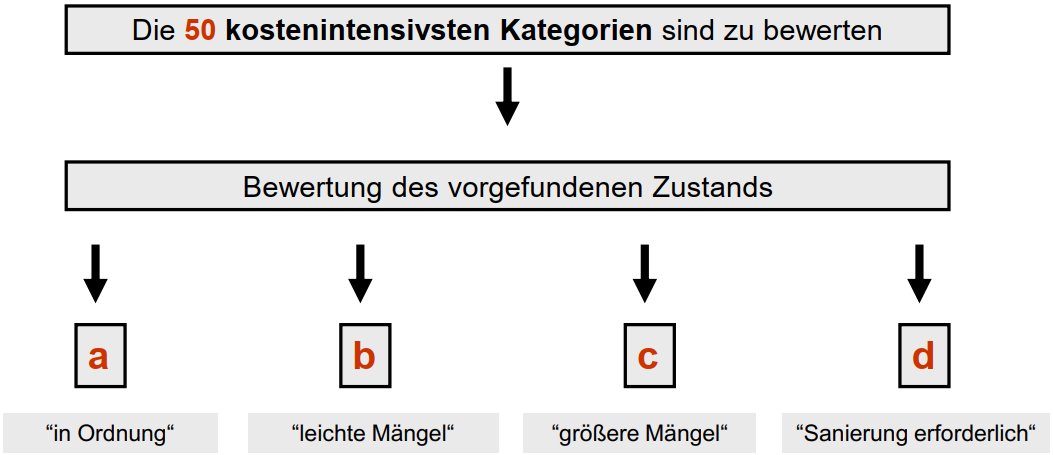 Die 50 kostenintensivsten Kategorien sind zu bewerten
Bewertung des vorgefundenen Zustands
a
b
c
d
“in Ordnung“
“leichte Mängel“
“größere Mängel“
“Sanierung erforderlich“